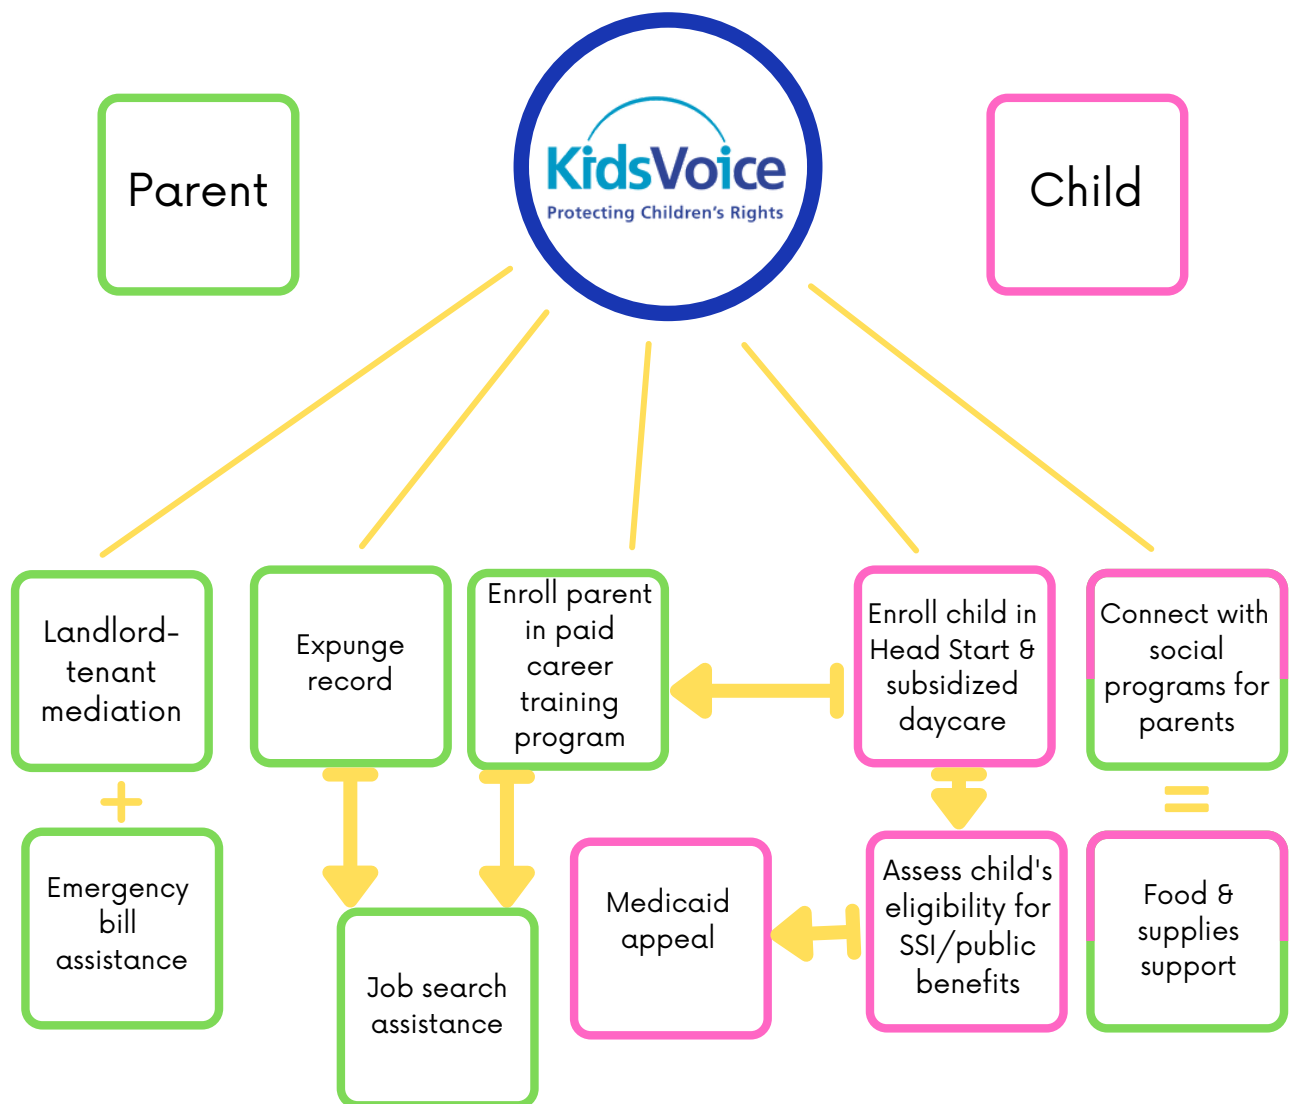 Parent
KidsVoice
Protecting Children's Rights
Child
Landlord-
tenant
mediation
Expunge
record
Enroll parent
in paid
career
training
program
Enroll child in
Head Start &
subsidized
daycare
Connect with
social
programs for
parents
+
=
Emergency
bill
assistance
Job search
assistance
Medicaid
appeal
Assess child's
eligibility for
SSI/public
benefits
Food &
supplies
support